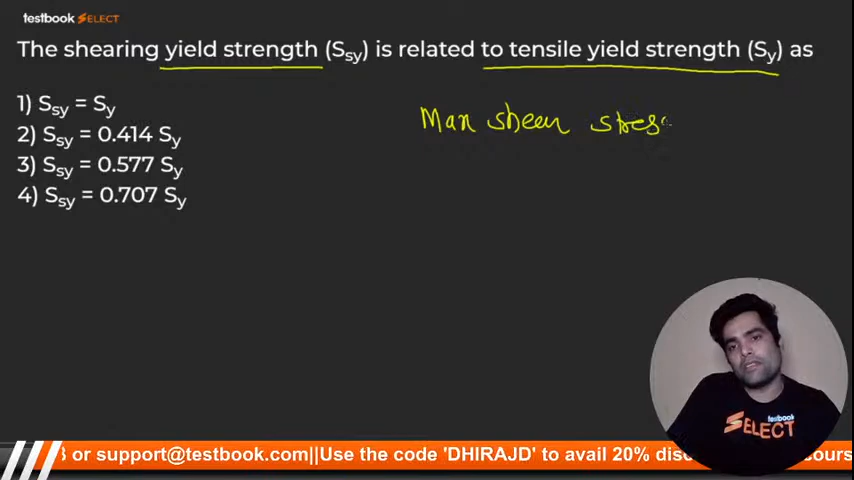 testbook SELECT
The shearing yield strength (Ssy) is related to tensile yield strength (Sy) as
1) Ssy = Sy
2) Ssy = 0.414 Sy
3) Ssy = 0.577 Sy
4) Ssy = 0.707 Sy
Max shear stress
testbook
SELECT
or support@testbook.com||Use the code 'DHIRAJD' to avail 20%